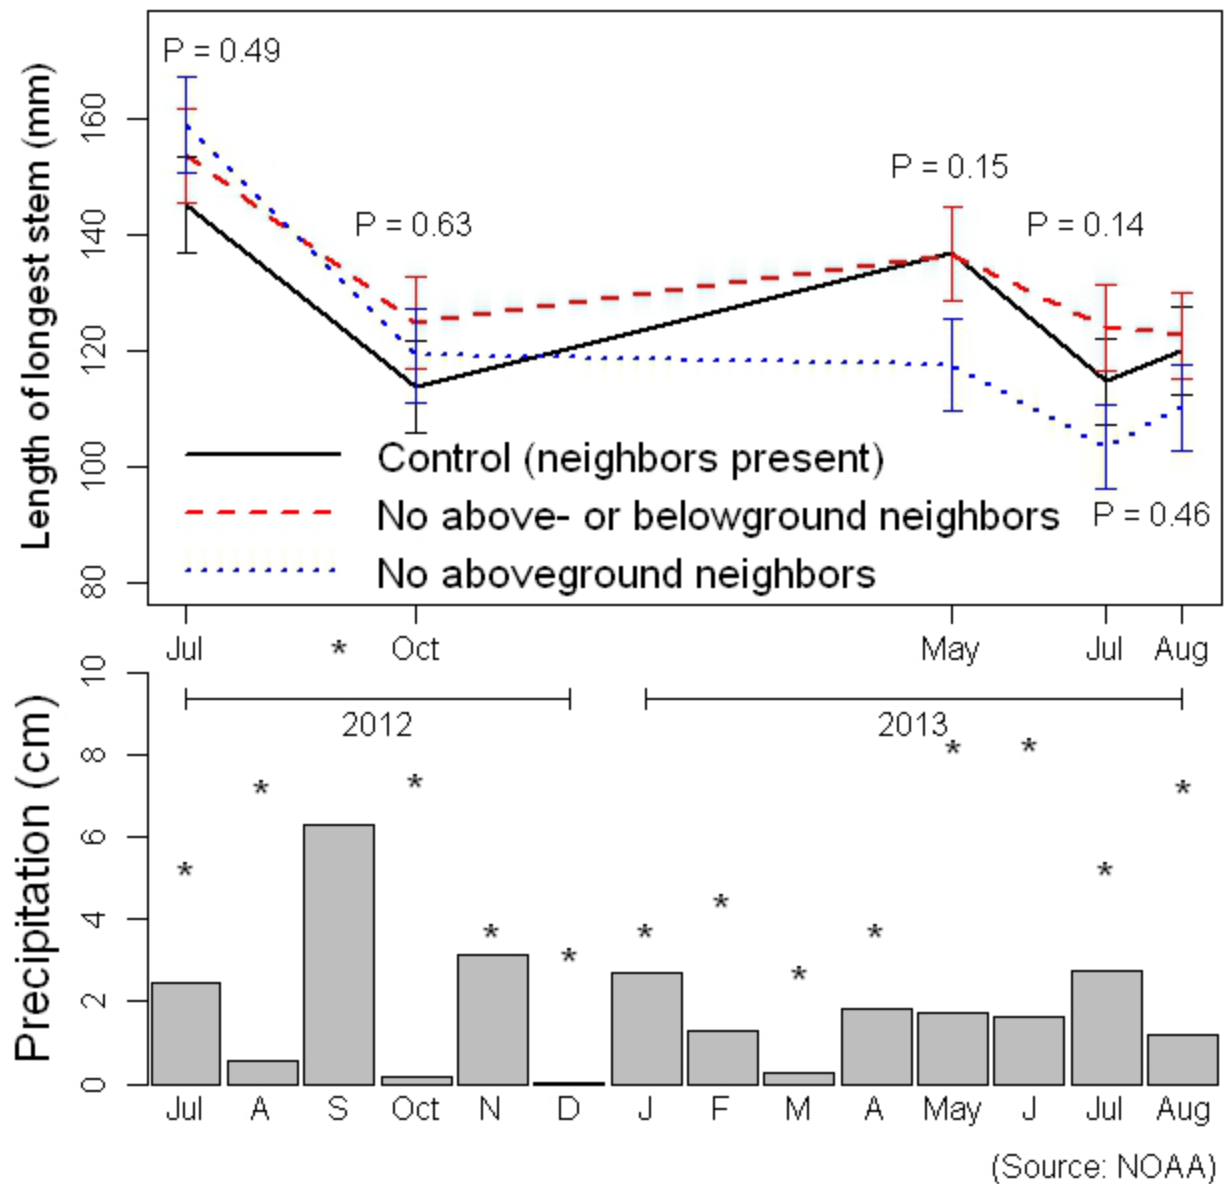 P = 0.49
P = 0.63
P = 0.15
P = 0.14
P = 0.46
Length of longest stem (mm)
160
140
120
100
80
Control (neighbors present)
No above- or belowground neighbors
No aboveground neighbors
Jul * Oct May Jul Aug
2012 2013
Precipitation (cm)
10
8
6
4
2
0
* * * * * * * * * * * * *
Jul A S Oct N D J F M A May J Jul Aug
(Source: NOAA)